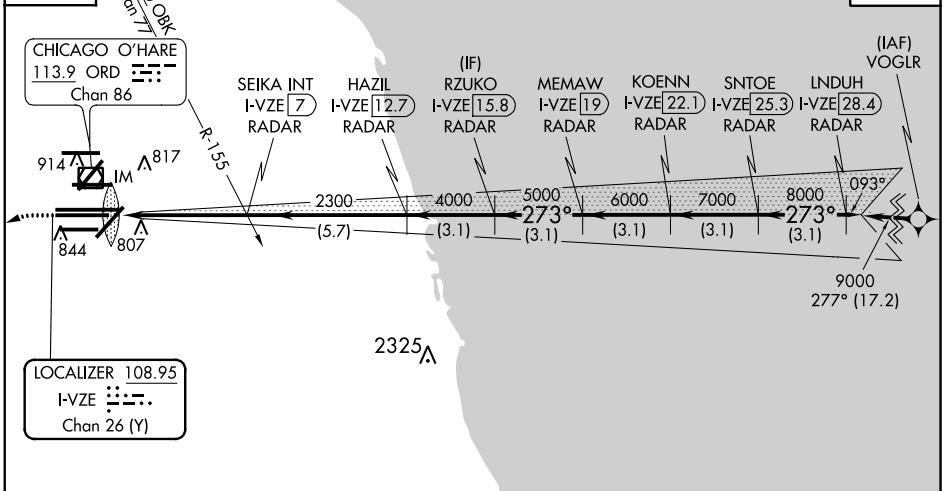 OBK
Chan 77
CHICAGO O'HARE
113.9 ORD
Chan 86
R-155
SEIKA INT
I-VZE 7
RADAR
HAZIL
I-VZE 12.7
RADAR
(IF)
RZUKO
I-VZE 15.8
RADAR
MEMAW
I-VZE 19
RADAR
KOENN
I-VZE 22.1
RADAR
SNTOE
I-VZE 25.3
RADAR
LNDUH
I-VZE 28.4
RADAR
(IAF)
VOGLR
914
817
IM
844
807
2300
(5.7)
4000
(3.1)
5000
273°
(3.1)
6000
(3.1)
7000
(3.1)
8000
273°
(3.1)
093°
9000
277° (17.2)
2325
LOCALIZER 108.95
I-VZE
Chan 26 (Y)